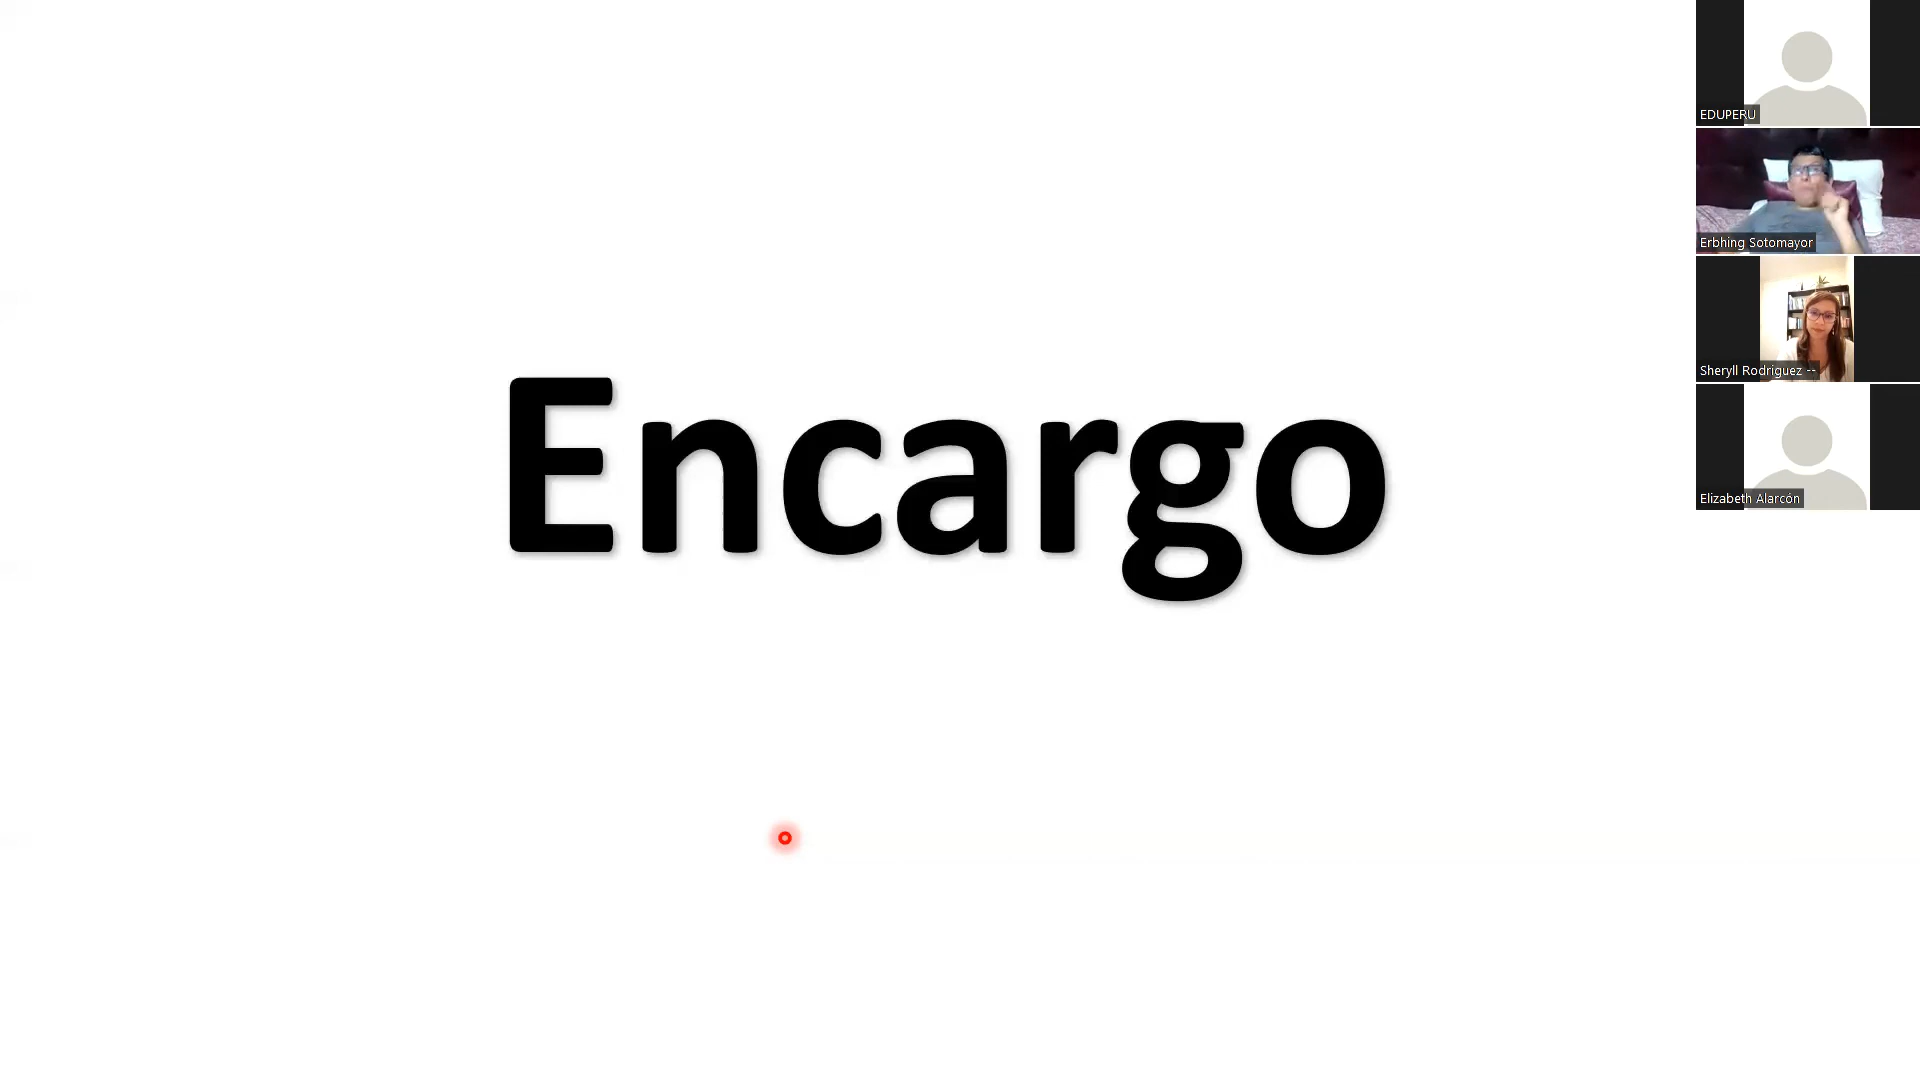 Encargo
EDUPERU
Erbhing Sotomayor
Sheryll Rodriguez --
Elizabeth Alarcón